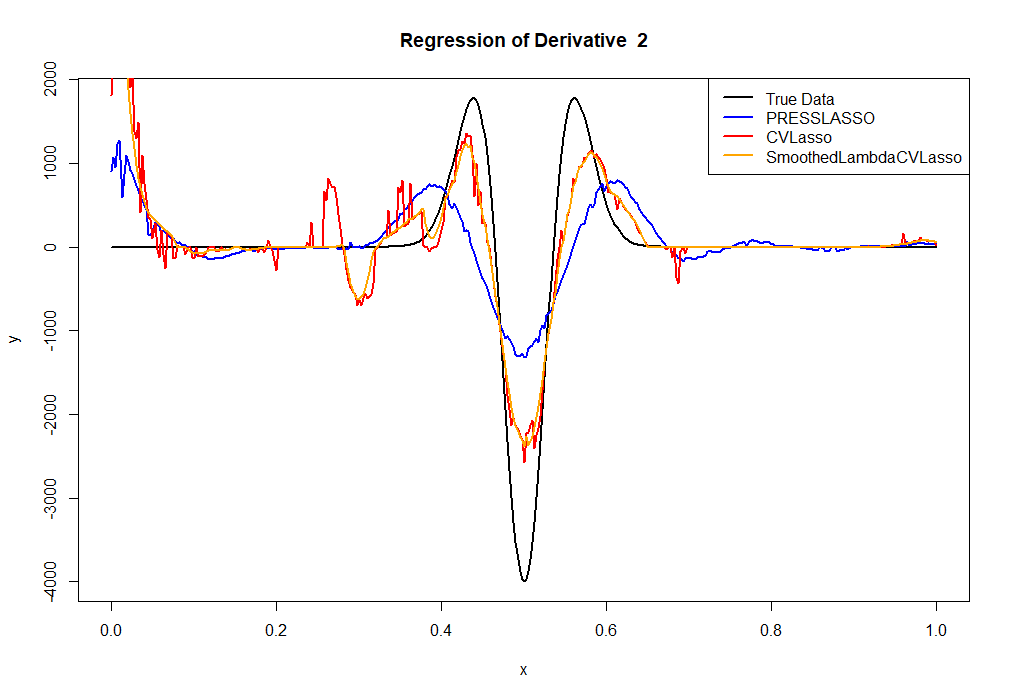 Regression of Derivative 2
True Data
PRESSLASSO
CVLasso
SmoothedLambdaCVLasso
2000
1000
0
-1000
-2000
-3000
-4000
y
0.0 0.2 0.4 0.6 0.8 1.0
x